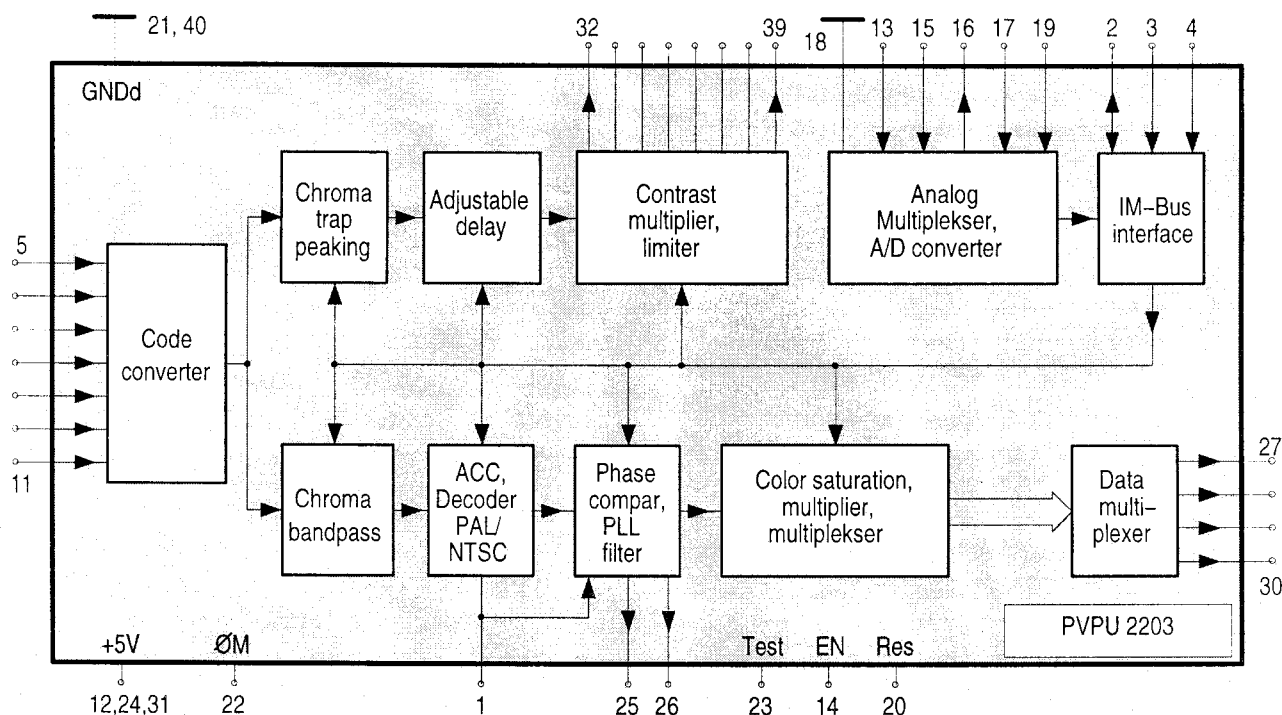 21, 40
32
39
18
13
15
16
17
19
2
3
4
GNDd
Chroma
trap
peaking
Adjustable
delay
Contrast
multiplier,
limiter
Analog
Multiplekser,
A/D converter
IM–Bus
interface
5
Code
converter
11
Chroma
bandpass
ACC,
Decoder
PAL/
NTSC
Phase
compar,
PLL
filter
Color saturation,
multiplier,
multiplekser
Data
multi–
plexer
27
30
PVPU 2203
+5V
ØM
Test
EN
Res
12,24,31
22
1
25
26
23
14
20